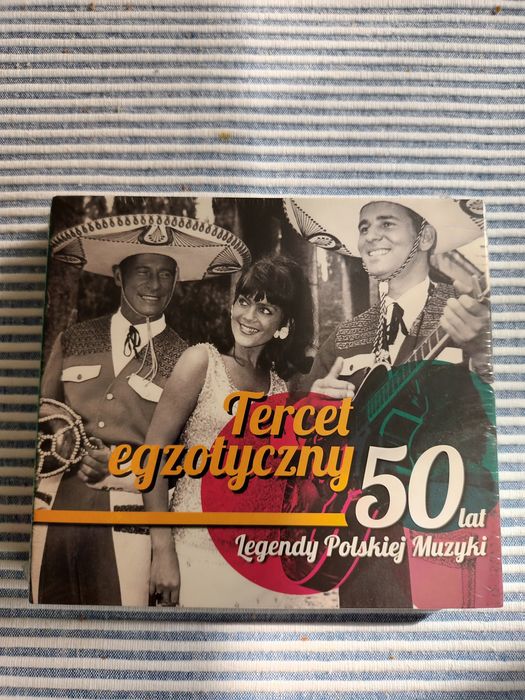 Tercet
egzotyczny
50 lat
Legendy Polskiej Muzyki